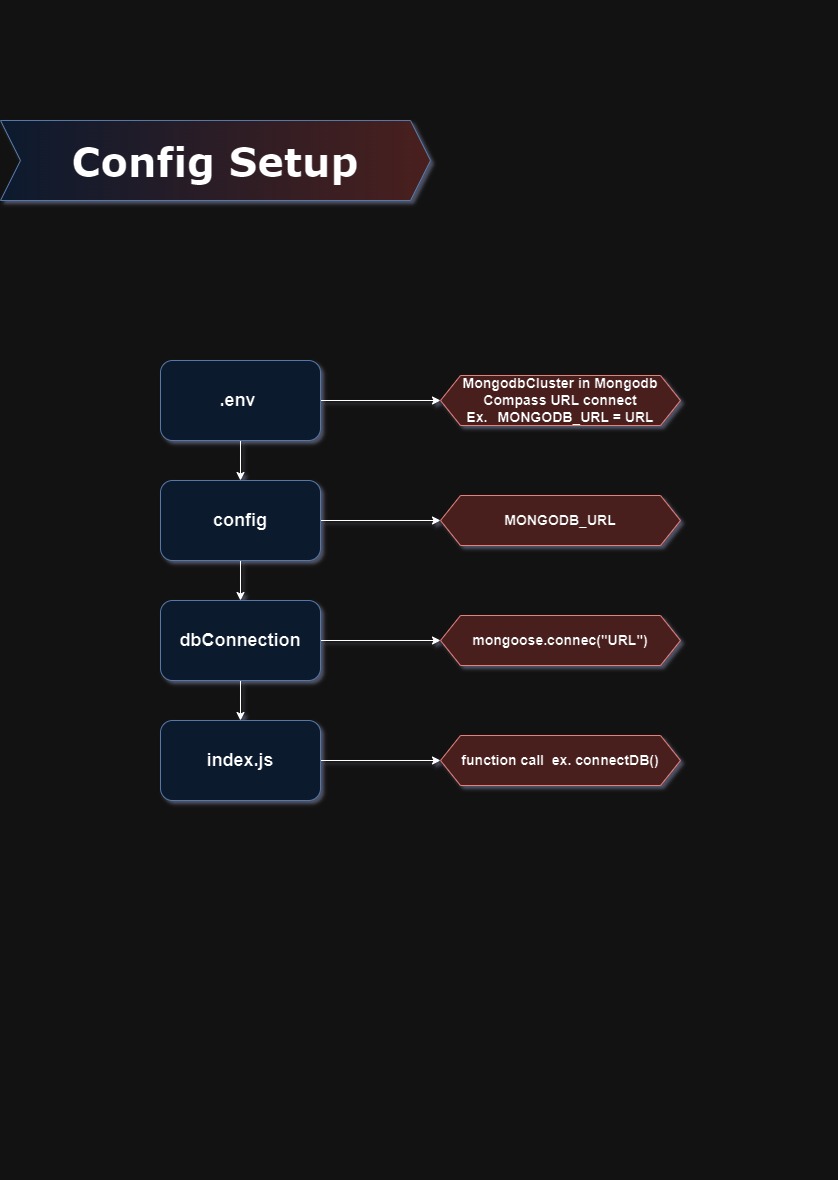 Config Setup
.env
MongodbCluster in Mongodb
Compass URL connect
Ex.  MONGODB_URL = URL
config
MONGODB_URL
dbConnection
mongoose.connec("URL")
index.js
function call  ex. connectDB()